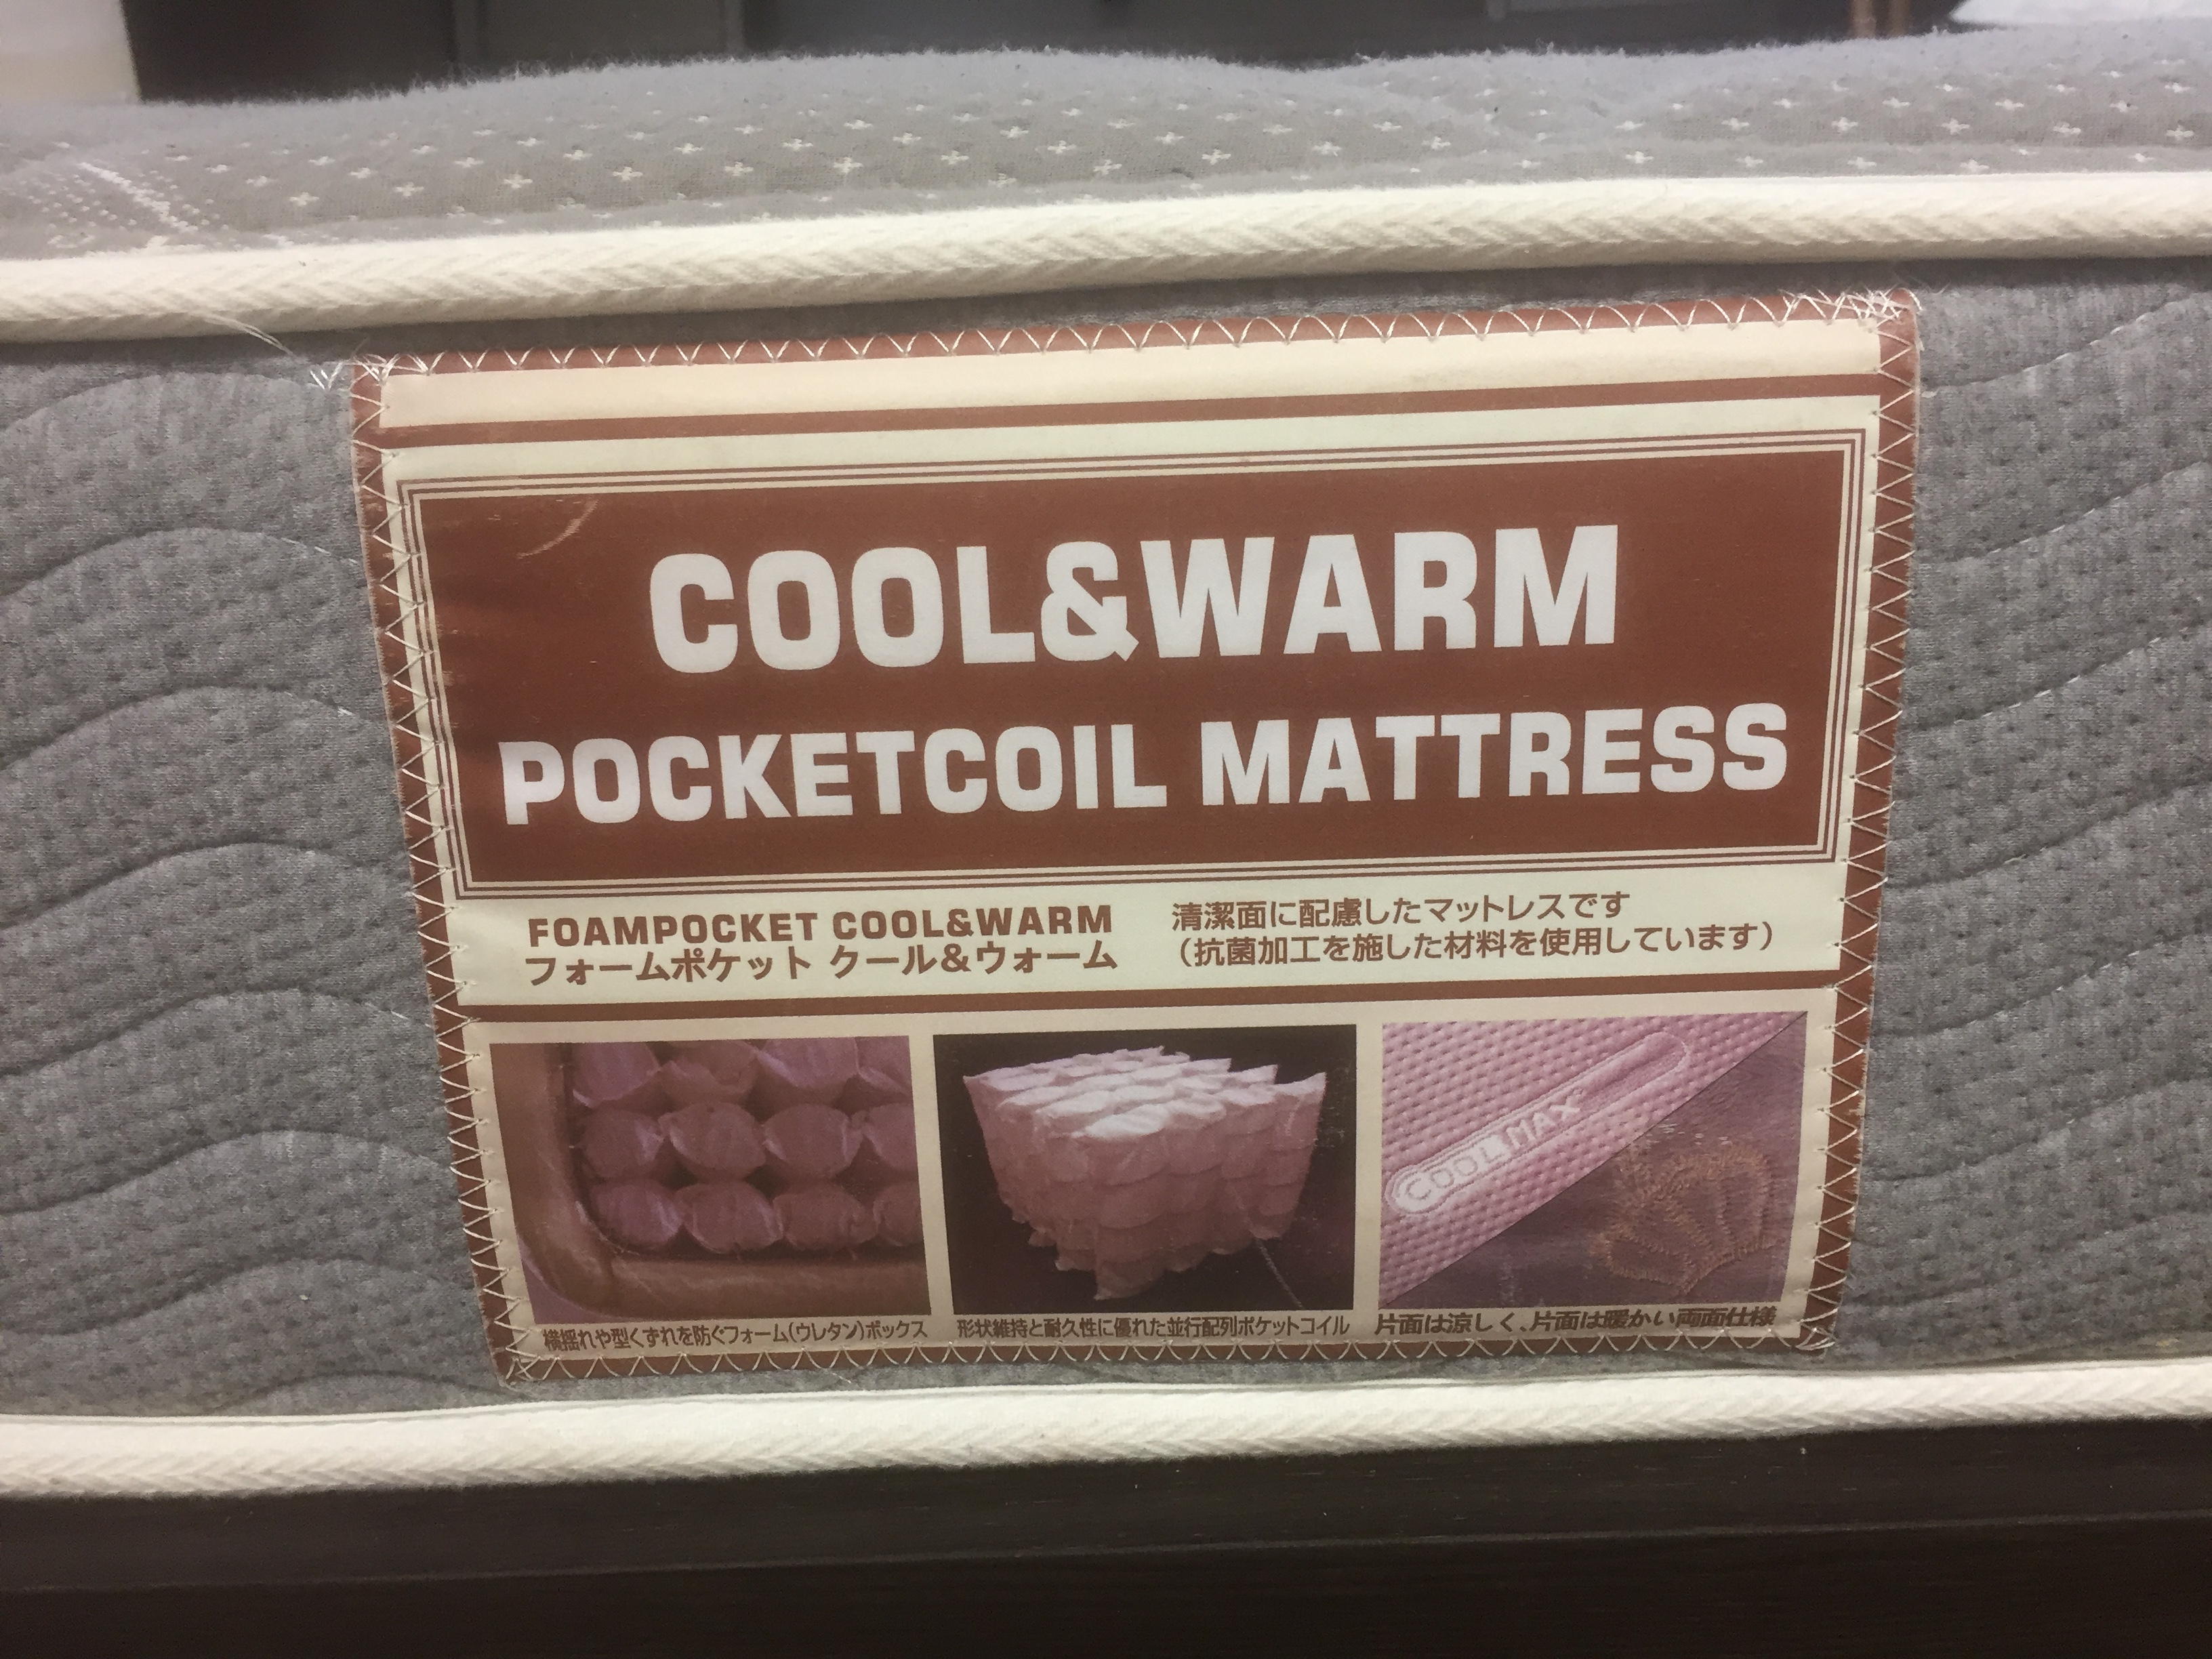 COOL&WARM
POCKETCOIL MATTRESS
FOAMPOCKET COOL&WARM
フォームポケット クール&ウォーム
清潔面に配慮したマットレスです
（抗菌加工を施した材料を使用しています）
COOLMAX
横揺れや型くずれを防ぐフォーム(ウレタン)ボックス
形状維持と耐久性に優れた並行配列ポケットコイル
片面は涼しく、片面は暖かい両面仕様